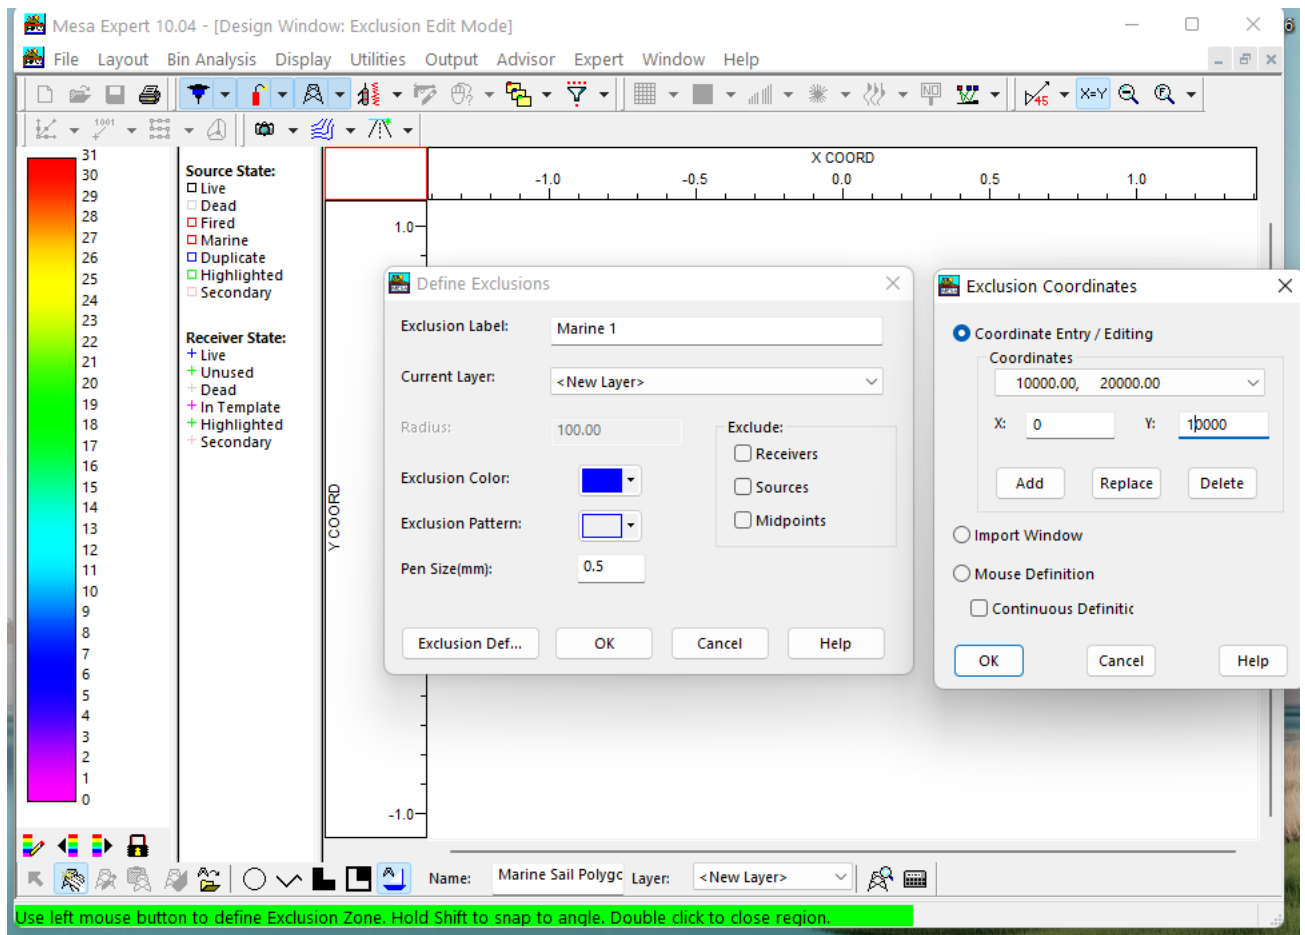 Mesa Expert 10.04 - [Design Window: Exclusion Edit Mode]
File Layout Bin Analysis Display Utilities Output Advisor Expert Window Help
NO
45
X=Y
1001
31
30
29
28
27
26
25
24
23
22
21
20
19
18
17
16
15
14
13
12
11
10
9
8
7
6
5
4
3
2
1
0
Source State:
Live
Dead
Fired
Marine
Duplicate
Highlighted
Secondary
Receiver State:
Live
Unused
Dead
In Template
Highlighted
Secondary
X COORD
-1.0 -0.5 0.0 0.5 1.0
1.0
Y COORD
-1.0
Define Exclusions
Exclusion Label: Marine 1
Current Layer: <New Layer>
Radius: 100.00
Exclusion Color:
Exclusion Pattern:
Pen Size(mm): 0.5
Exclude:
Receivers
Sources
Midpoints
Exclusion Def... OK Cancel Help
Exclusion Coordinates
Coordinate Entry / Editing
Coordinates
10000.00, 20000.00
X: 0 Y: 10000
Add Replace Delete
Import Window
Mouse Definition
Continuous Definitic
OK Cancel Help
Name: Marine Sail Polygc Layer: <New Layer>
Use left mouse button to define Exclusion Zone. Hold Shift to snap to angle. Double click to close region.